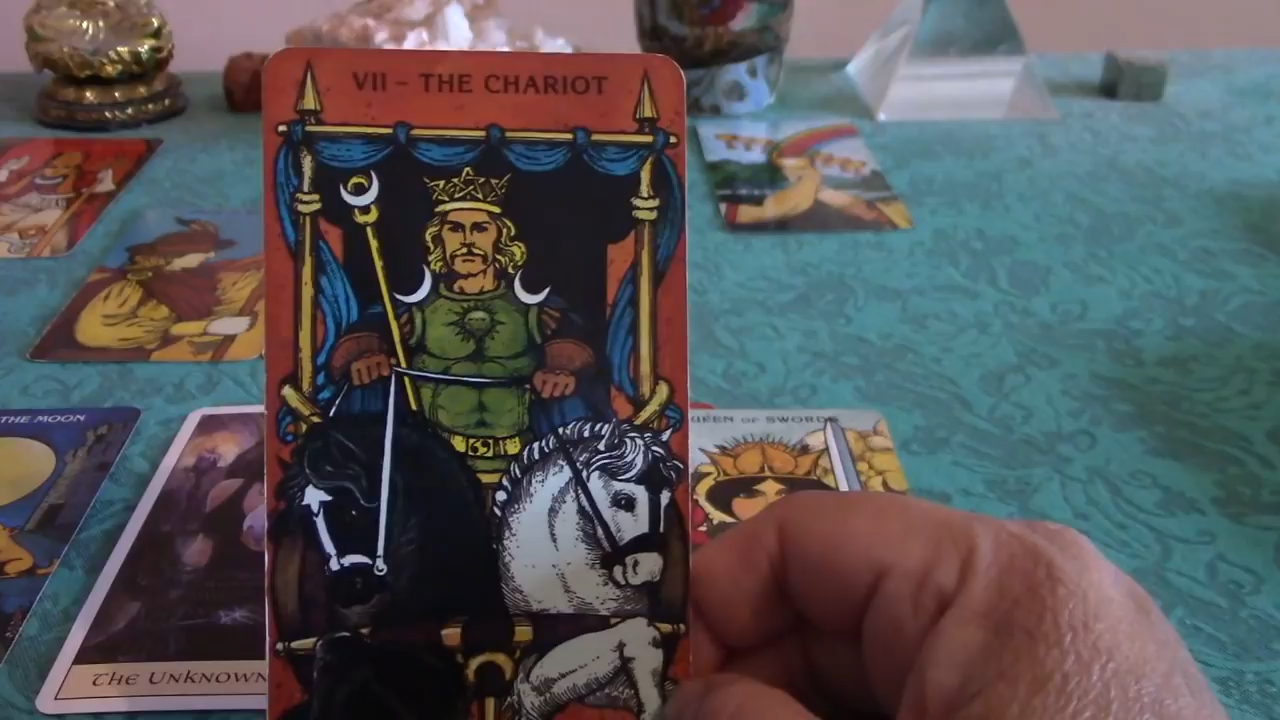 VII – THE CHARIOT
THE MOON
QUEEN OF SWORDS
THE UNKNOWN